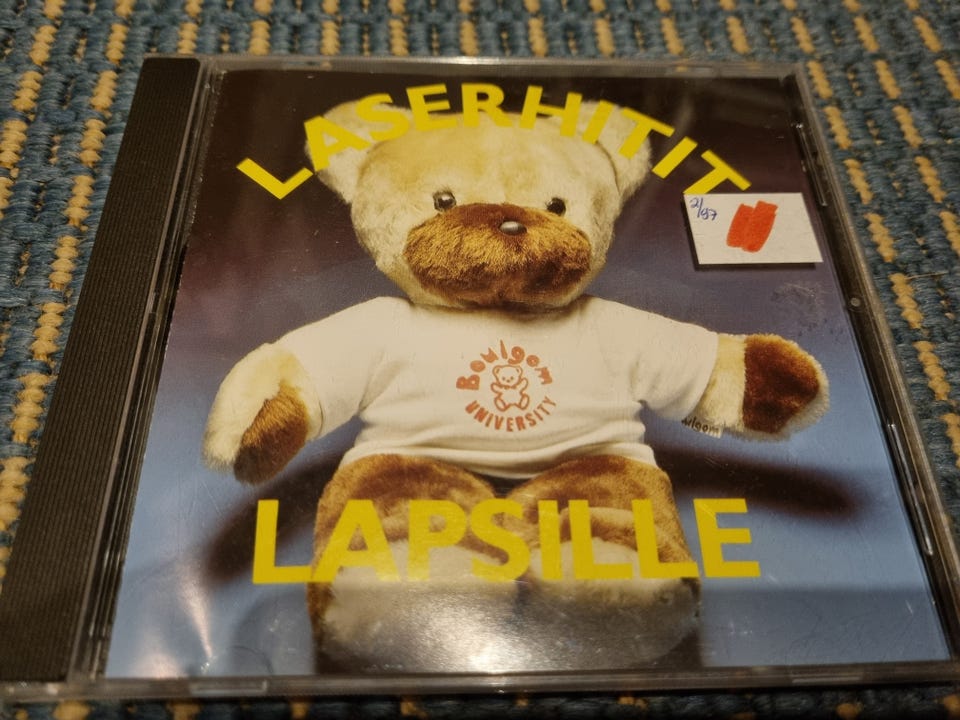 LASERHITIT
2/97
Boulgom
UNIVERSITY
LAPSILLE